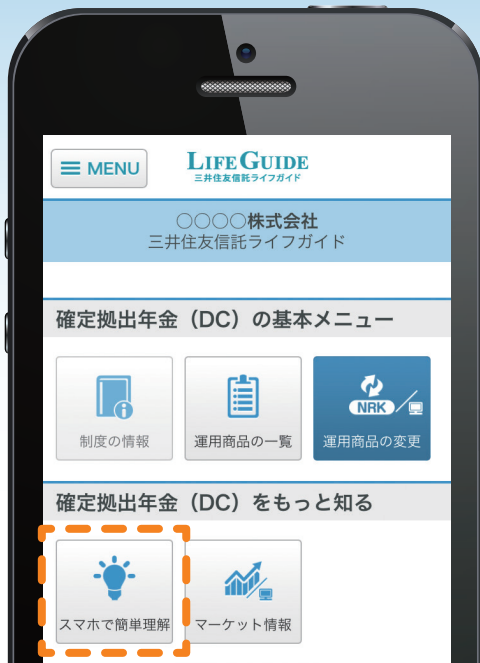 MENU
LIFEGUIDE
三井住友信託ライフガイド
○○○○株式会社
三井住友信託ライフガイド
確定拠出年金（DC）の基本メニュー
制度の情報
運用商品の一覧
NRK
運用商品の変更
確定拠出年金（DC）をもっと知る
スマホで簡単理解
マーケット情報